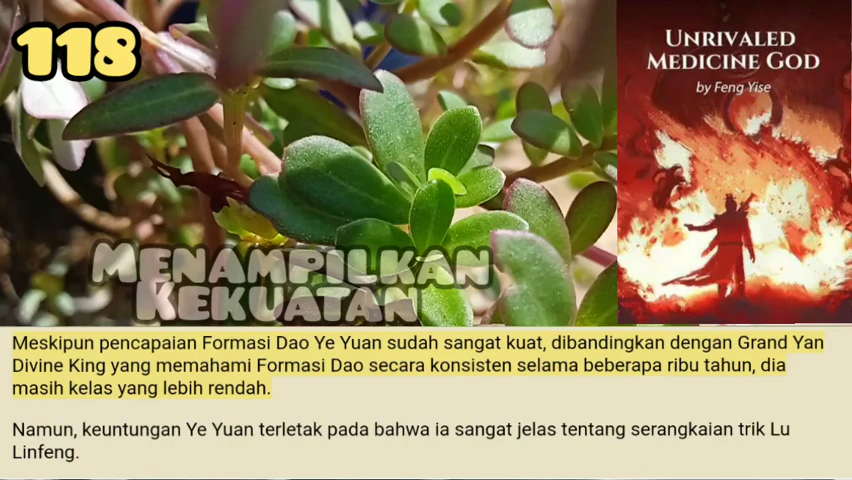 118
UNRIVALED
MEDICINE GOD
by Feng Yise
MENAMPILKAN
KEKUATAN
Meskipun pencapaian Formasi Dao Ye Yuan sudah sangat kuat, dibandingkan dengan Grand Yan
Divine King yang memahami Formasi Dao secara konsisten selama beberapa ribu tahun, dia
masih kelas yang lebih rendah.
Namun, keuntungan Ye Yuan terletak pada bahwa ia sangat jelas tentang serangkaian trik Lu
Linfeng.